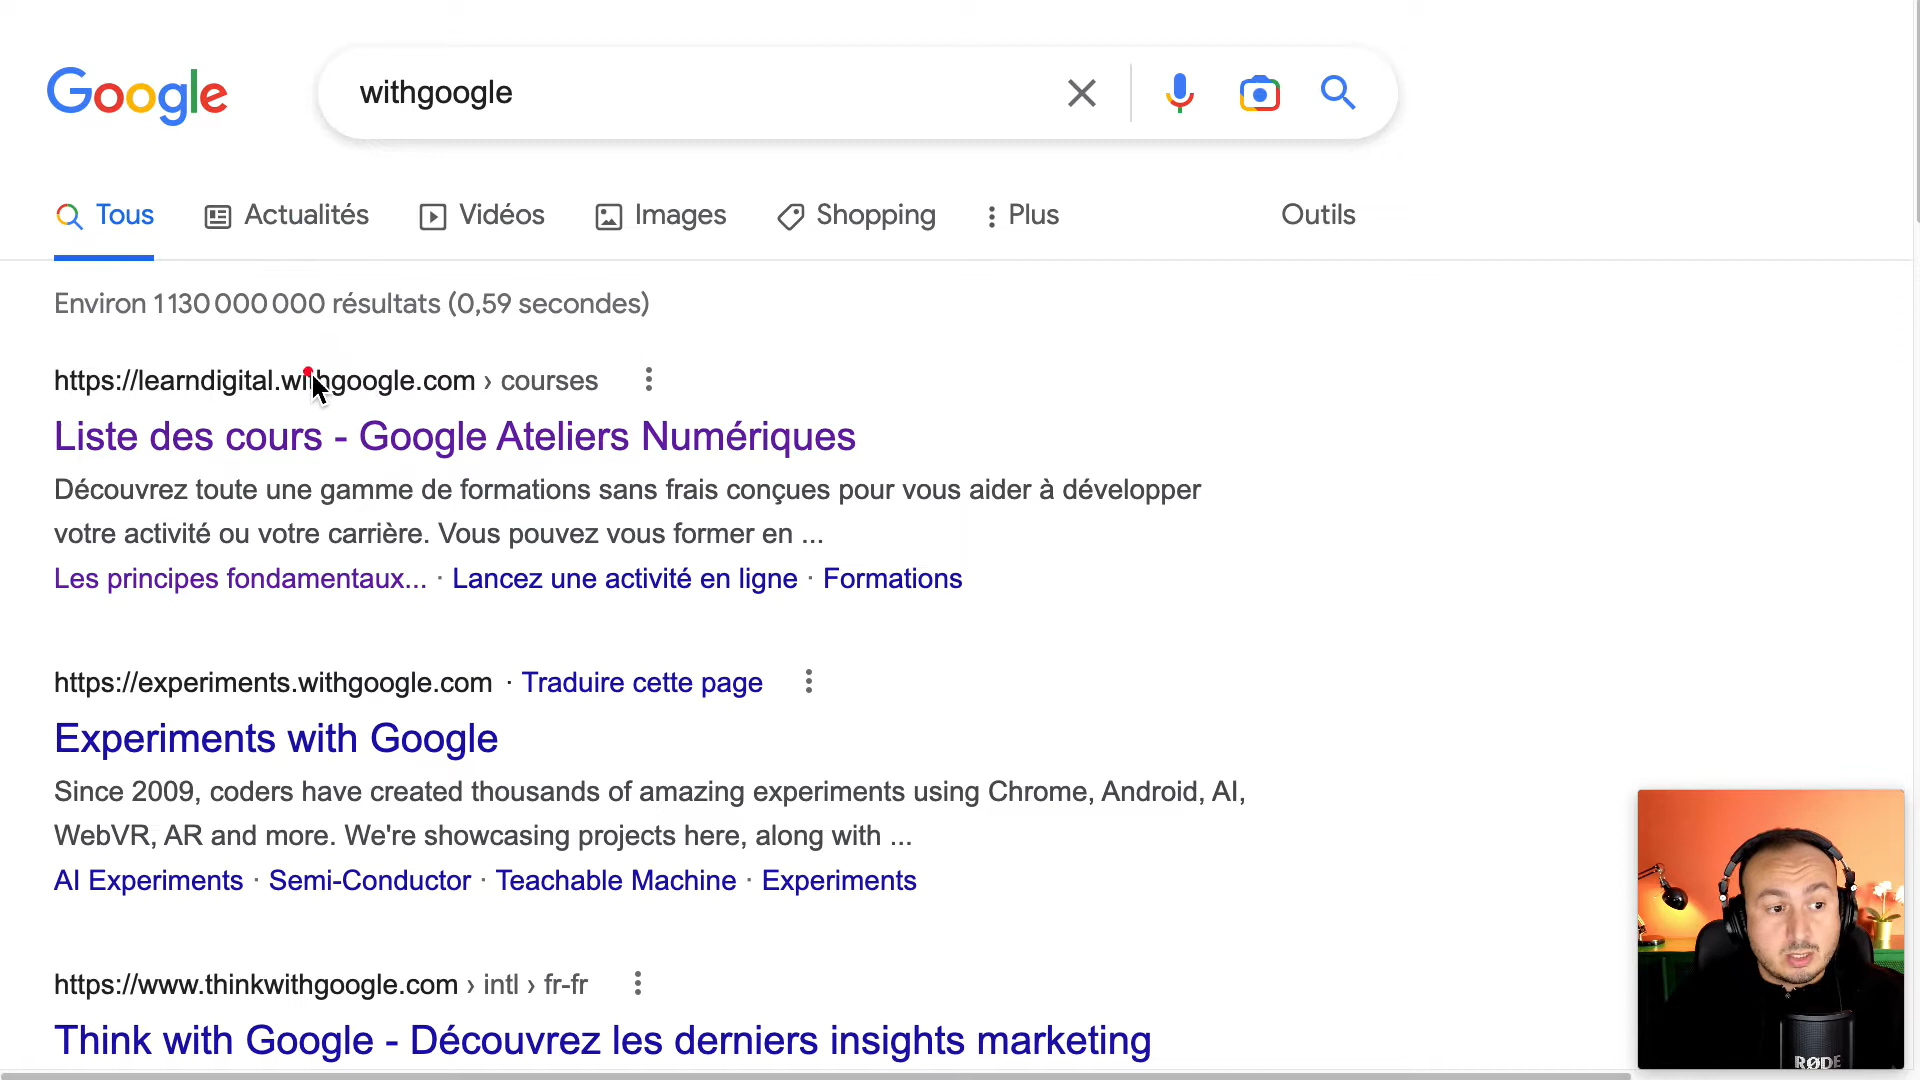 Google
withgoogle
Tous
Actualités
Vidéos
Images
Shopping
Plus
Outils
Environ 1 130 000 000 résultats (0,59 secondes)
https://learndigital.withgoogle.com › courses
Liste des cours - Google Ateliers Numériques
Découvrez toute une gamme de formations sans frais conçues pour vous aider à développer
votre activité ou votre carrière. Vous pouvez vous former en ...
Les principes fondamentaux... · Lancez une activité en ligne · Formations
https://experiments.withgoogle.com · Traduire cette page
Experiments with Google
Since 2009, coders have created thousands of amazing experiments using Chrome, Android, AI,
WebVR, AR and more. We're showcasing projects here, along with ...
AI Experiments · Semi-Conductor · Teachable Machine · Experiments
https://www.thinkwithgoogle.com › intl › fr-fr
Think with Google - Découvrez les derniers insights marketing
RØDE